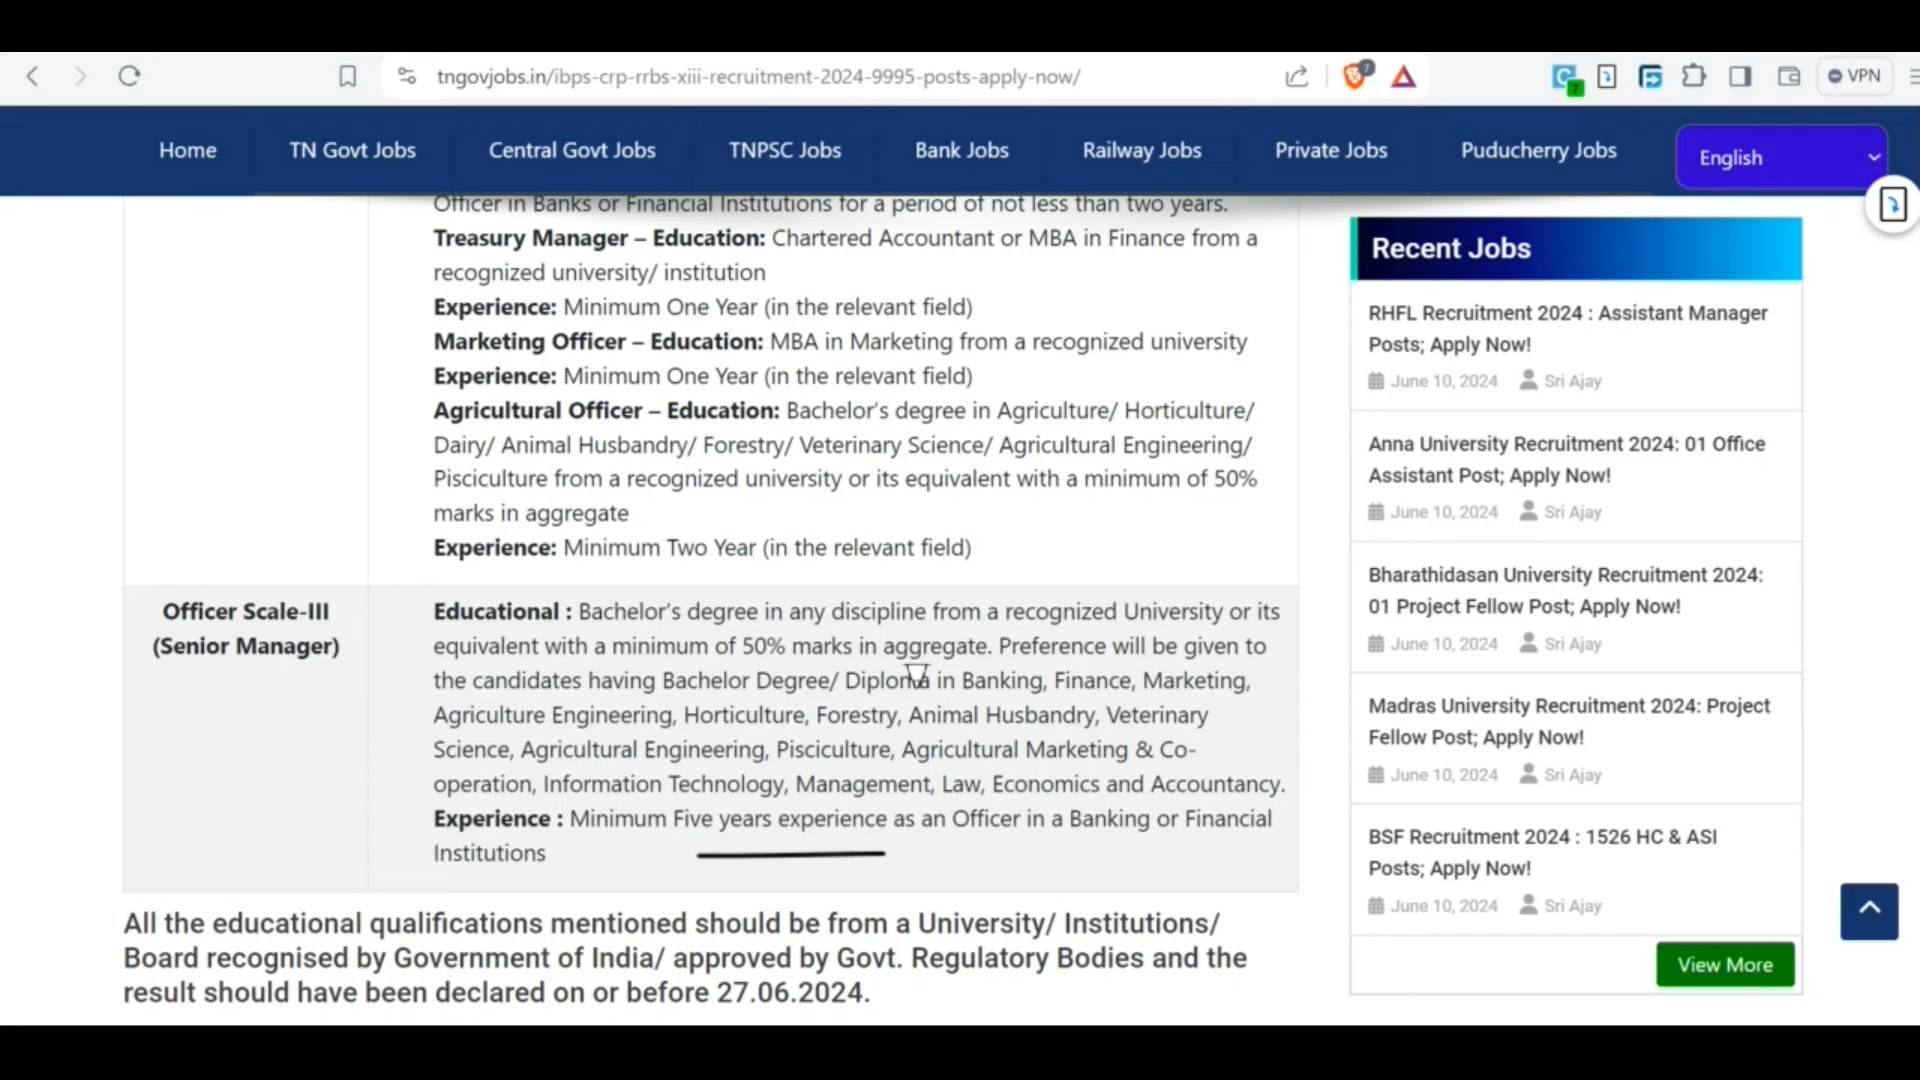 tngovjobs.in/ibps-crp-rrbs-xiii-recruitment-2024-9995-posts-apply-now/
7
7
VPN
Home
TN Govt Jobs
Central Govt Jobs
TNPSC Jobs
Bank Jobs
Railway Jobs
Private Jobs
Puducherry Jobs
English
Officer in Banks or Financial Institutions for a period of not less than two years.
Treasury Manager – Education: Chartered Accountant or MBA in Finance from a
recognized university/ institution
Experience: Minimum One Year (in the relevant field)
Marketing Officer – Education: MBA in Marketing from a recognized university
Experience: Minimum One Year (in the relevant field)
Agricultural Officer – Education: Bachelor’s degree in Agriculture/ Horticulture/
Dairy/ Animal Husbandry/ Forestry/ Veterinary Science/ Agricultural Engineering/
Pisciculture from a recognized university or its equivalent with a minimum of 50%
marks in aggregate
Experience: Minimum Two Year (in the relevant field)
Officer Scale-III
(Senior Manager)
Educational : Bachelor’s degree in any discipline from a recognized University or its
equivalent with a minimum of 50% marks in aggregate. Preference will be given to
the candidates having Bachelor Degree/ Diploma in Banking, Finance, Marketing,
Agriculture Engineering, Horticulture, Forestry, Animal Husbandry, Veterinary
Science, Agricultural Engineering, Pisciculture, Agricultural Marketing & Co-
operation, Information Technology, Management, Law, Economics and Accountancy.
Experience : Minimum Five years experience as an Officer in a Banking or Financial
Institutions
All the educational qualifications mentioned should be from a University/ Institutions/
Board recognised by Government of India/ approved by Govt. Regulatory Bodies and the
result should have been declared on or before 27.06.2024.
Recent Jobs
RHFL Recruitment 2024 : Assistant Manager
Posts; Apply Now!
June 10, 2024 Sri Ajay
Anna University Recruitment 2024: 01 Office
Assistant Post; Apply Now!
June 10, 2024 Sri Ajay
Bharathidasan University Recruitment 2024:
01 Project Fellow Post; Apply Now!
June 10, 2024 Sri Ajay
Madras University Recruitment 2024: Project
Fellow Post; Apply Now!
June 10, 2024 Sri Ajay
BSF Recruitment 2024 : 1526 HC & ASI
Posts; Apply Now!
June 10, 2024 Sri Ajay
View More